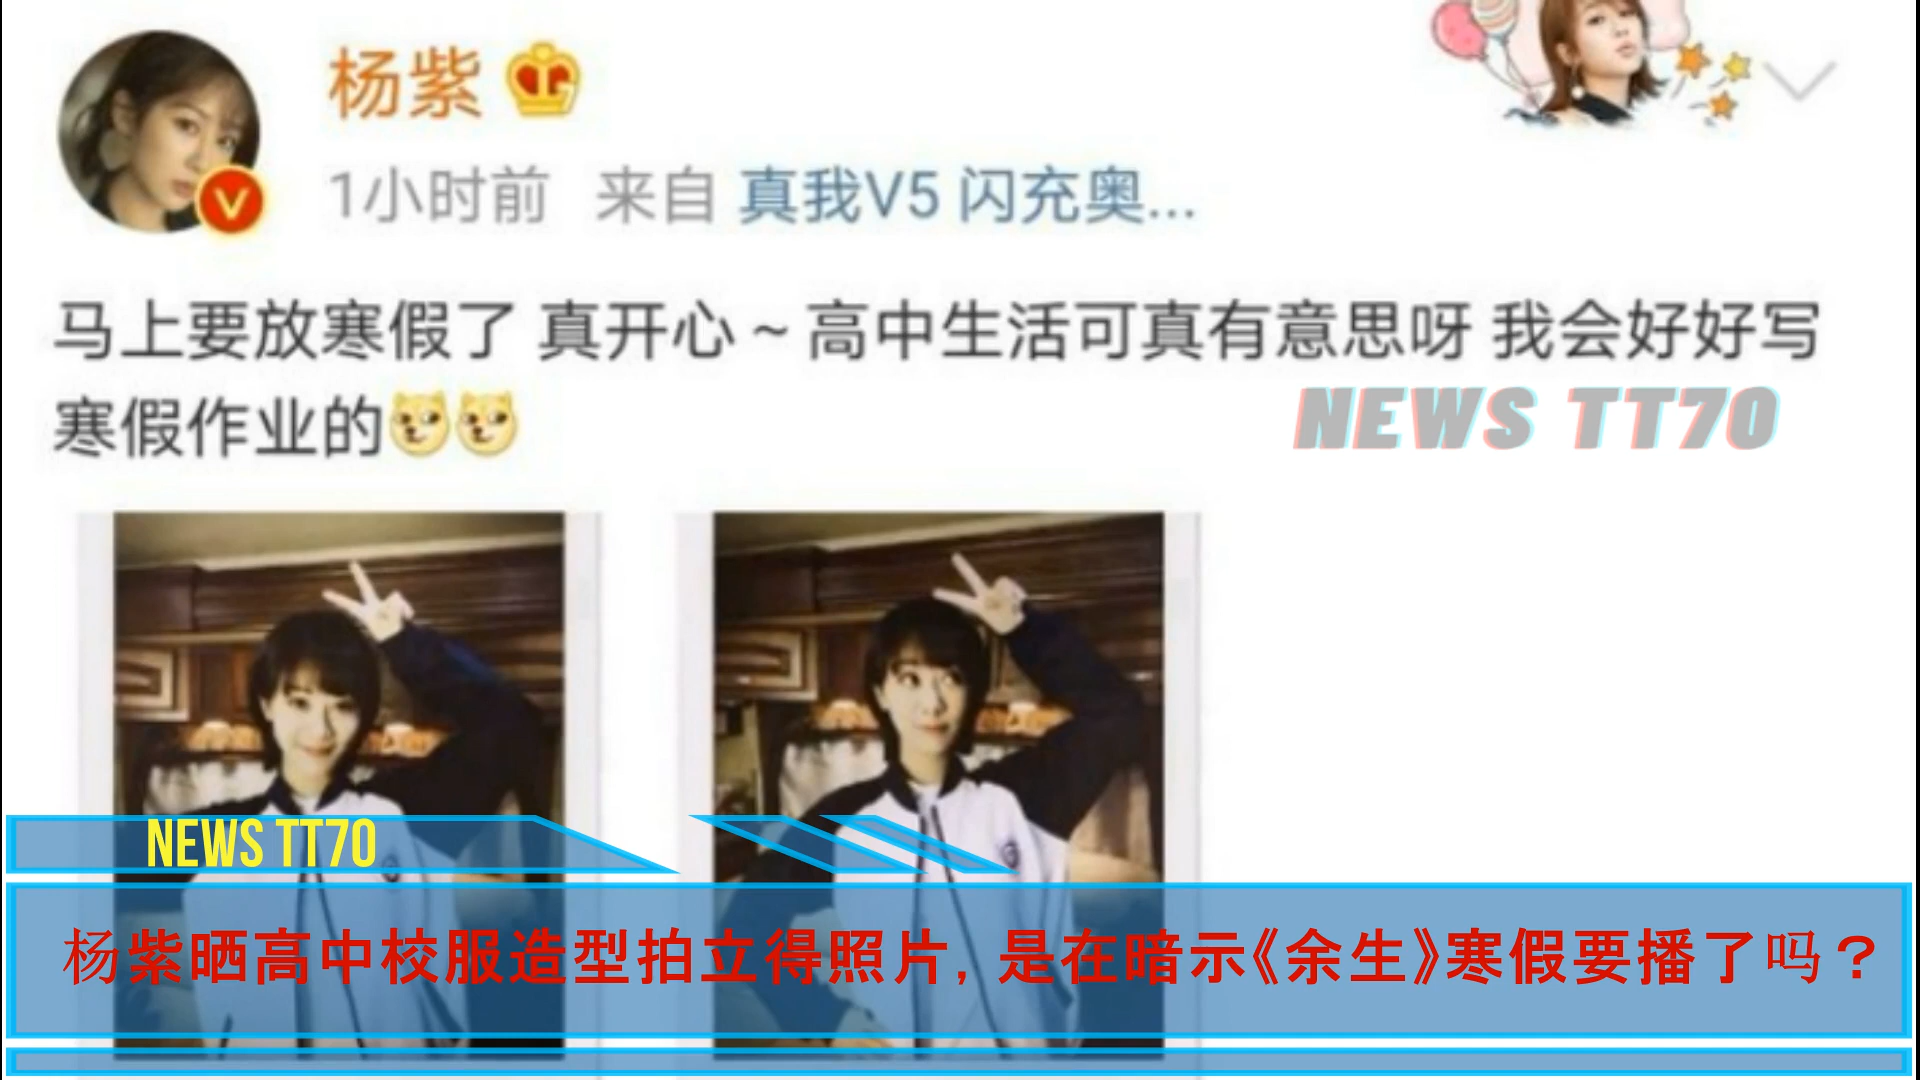 杨紫
1小时前 来自 真我V5 闪充奥...
马上要放寒假了 真开心~高中生活可真有意思呀 我会好好写
寒假作业的
NEWS TT70
NEWS TT70
杨紫晒高中校服造型拍立得照片,是在暗示《余生》寒假要播了吗?